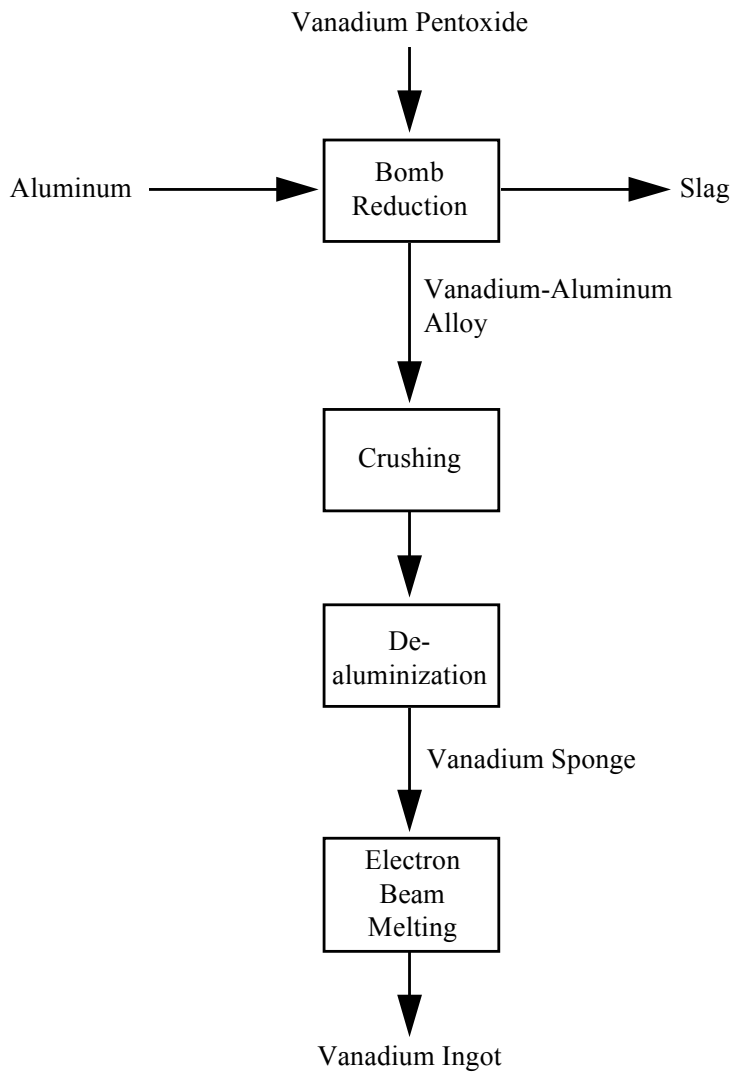 Vanadium Pentoxide
Aluminum
Bomb
Reduction
Slag
Vanadium-Aluminum
Alloy
Crushing
De-
aluminization
Vanadium Sponge
Electron
Beam
Melting
Vanadium Ingot